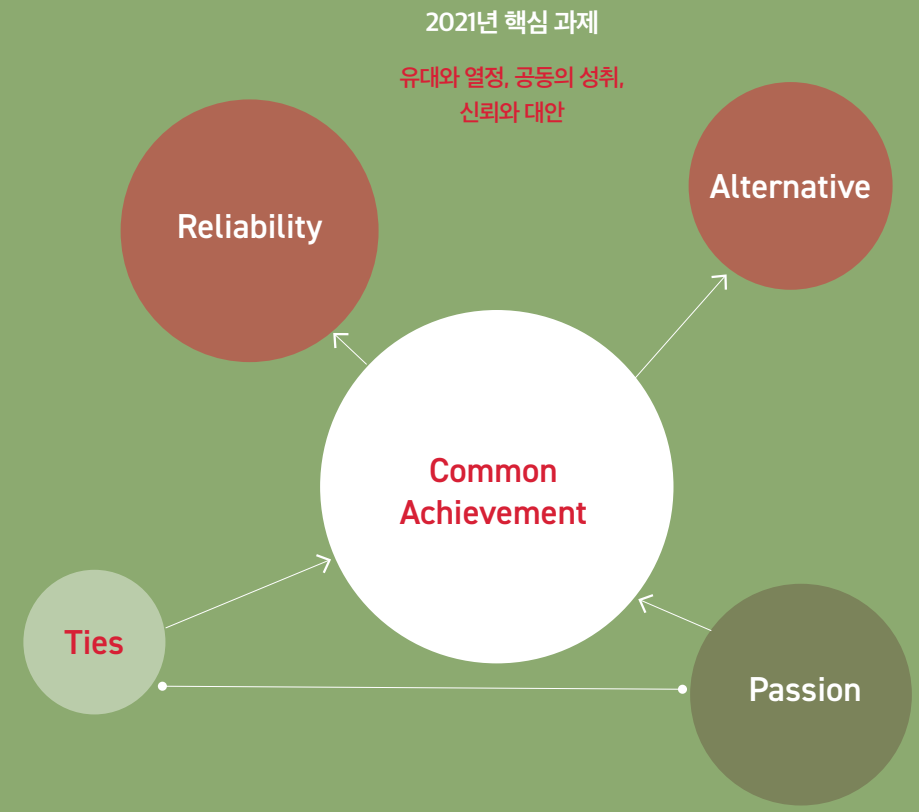 2021년 핵심 과제
유대와 열정, 공동의 성취,
신뢰와 대안
Reliability
Alternative
Common
Achievement
Ties
Passion